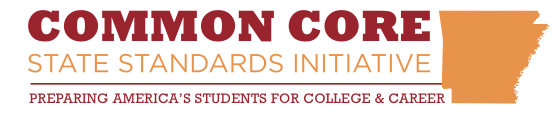 COMMON CORE
STATE STANDARDS INITIATIVE
PREPARING AMERICA'S STUDENTS FOR COLLEGE & CAREER